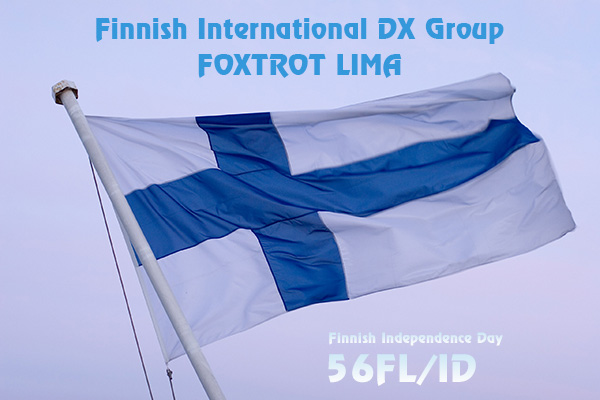 Finnish International DX Group
FOXTROT LIMA
Finnish Independence Day
56FL/ID